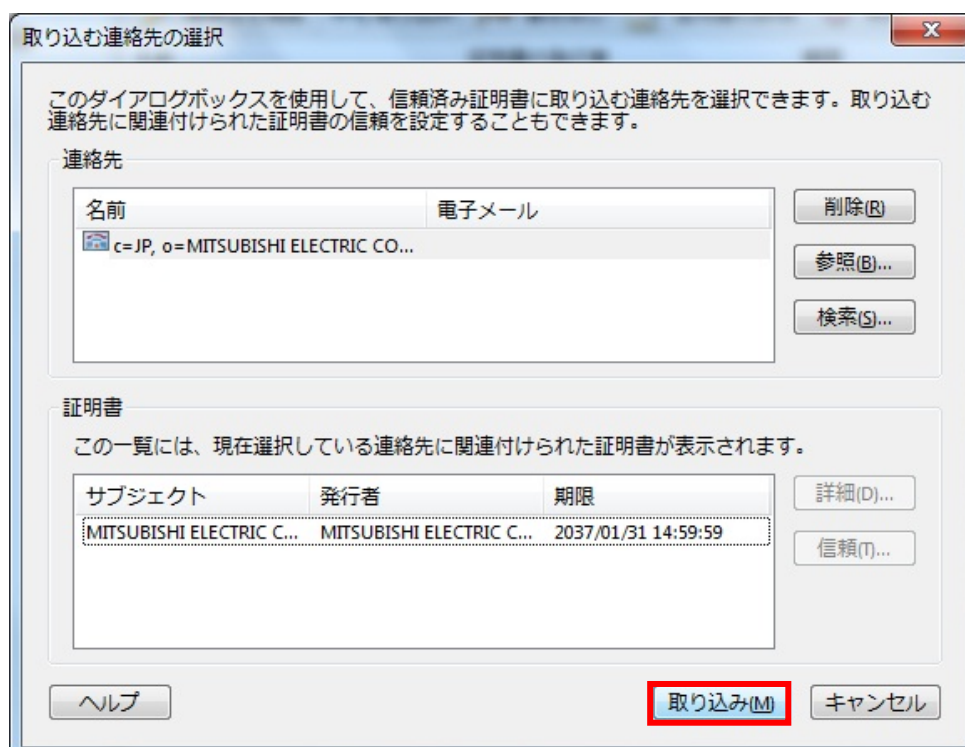 取り込む連絡先の選択
x
このダイアログボックスを使用して、信頼済み証明書に取り込む連絡先を選択できます。取り込む
連絡先に関連付けられた証明書の信頼を設定することもできます。
連絡先
名前 電子メール
c=JP, o=MITSUBISHI ELECTRIC CO...
削除(R)
参照(B)...
検索(S)...
証明書
この一覧には、現在選択している連絡先に関連付けられた証明書が表示されます。
サブジェクト 発行者 期限
MITSUBISHI ELECTRIC C... MITSUBISHI ELECTRIC C... 2037/01/31 14:59:59
詳細(D)...
信頼(T)...
ヘルプ 取り込み(M) キャンセル